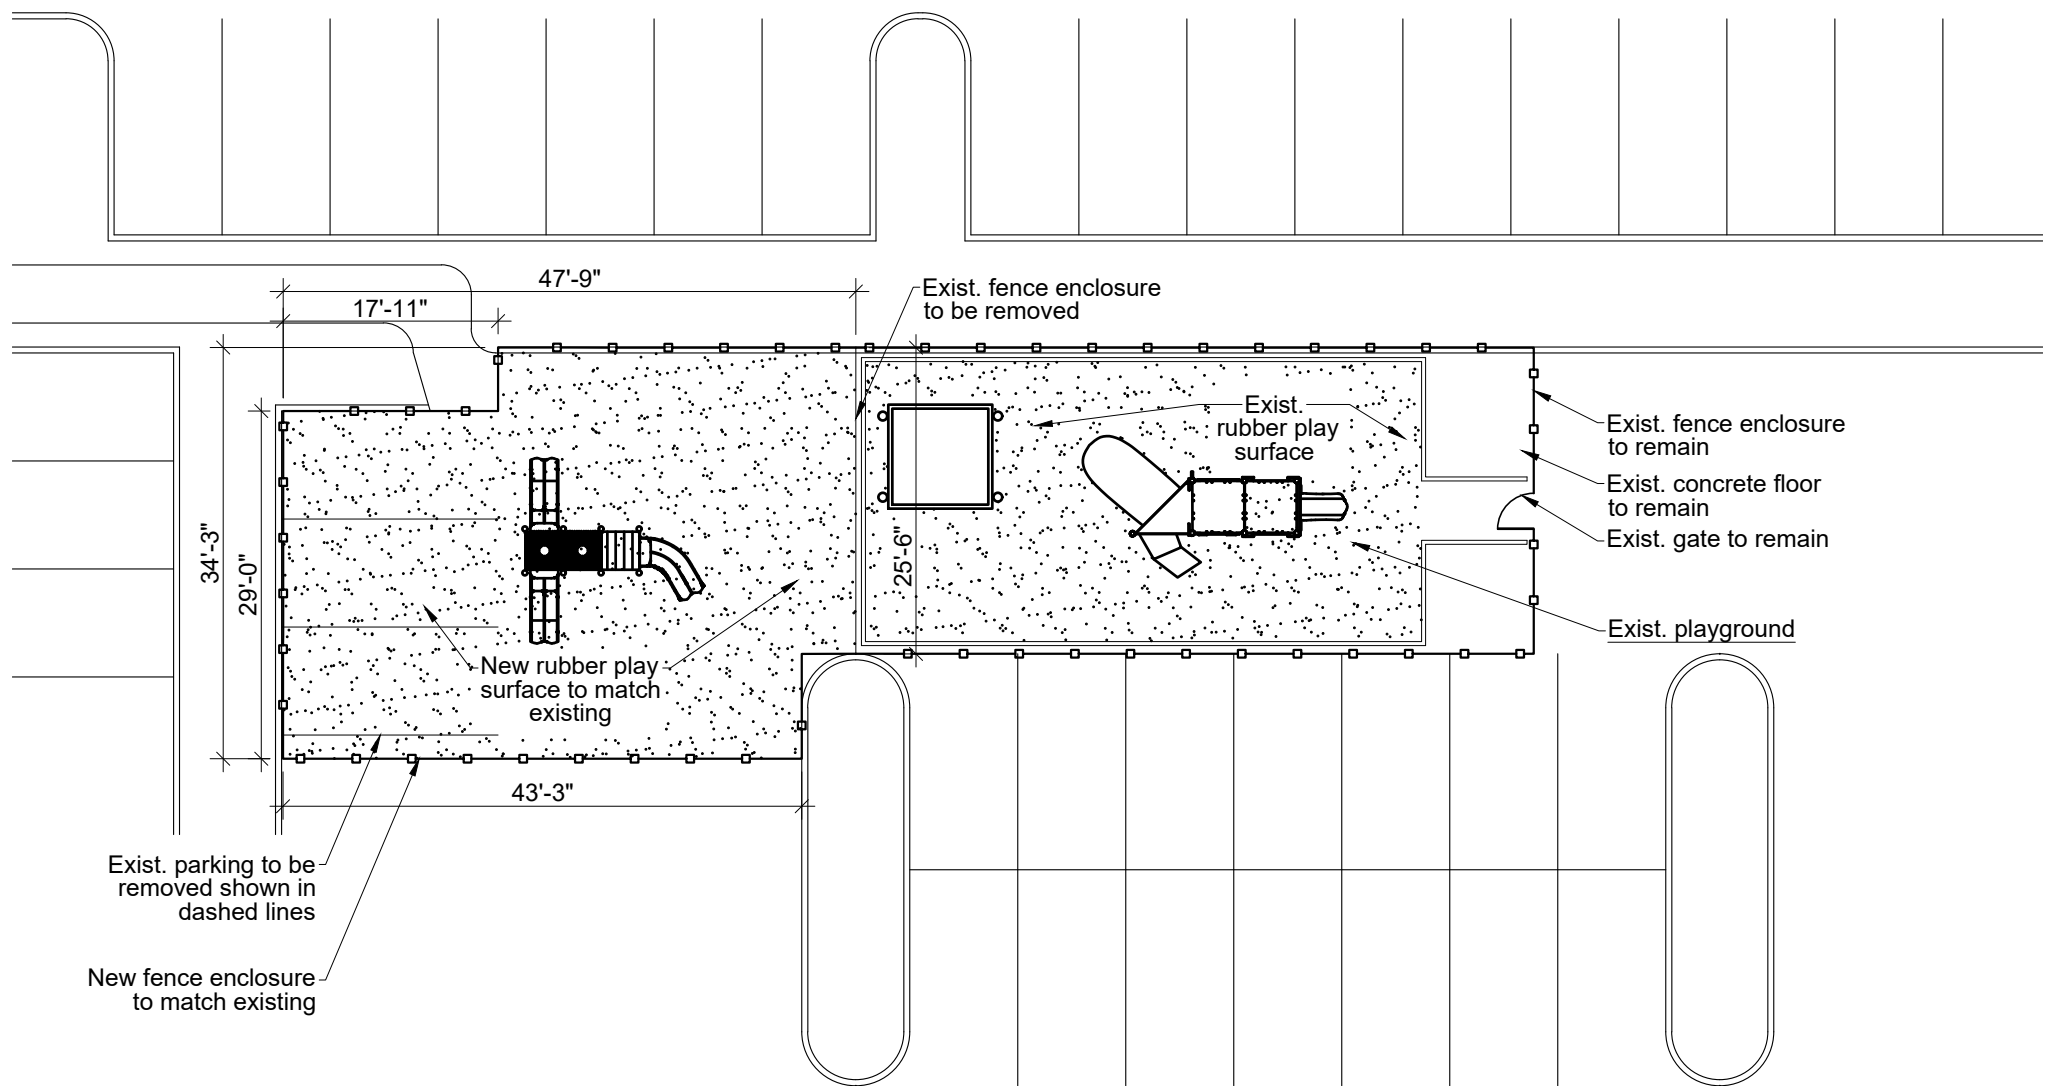 47'-9"
17'-11"
Exist. fence enclosure
to be removed
Exist.
rubber play
surface
Exist. fence enclosure
to remain
Exist. concrete floor
to remain
Exist. gate to remain
34'-3"
29'-0"
25'-6"
Exist. playground
New rubber play
surface to match
existing
43'-3"
Exist. parking to be
removed shown in
dashed lines
New fence enclosure
to match existing